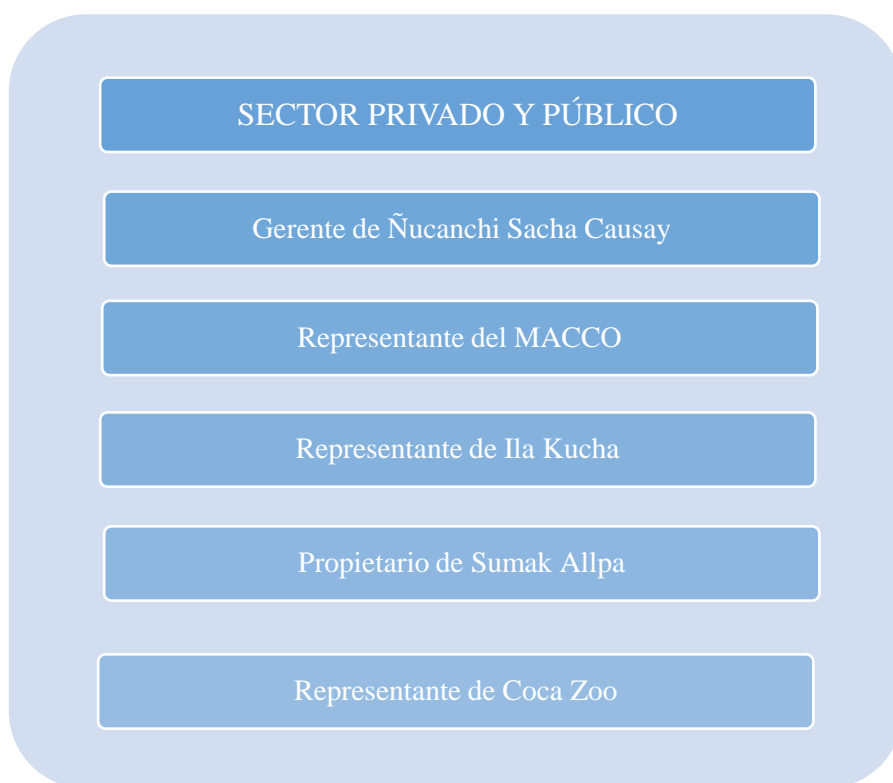 SECTOR PRIVADO Y PÚBLICO
Gerente de Ñucanchi Sacha Causay
Representante del MACCO
Representante de Ila Kucha
Propietario de Sumak Allpa
Representante de Coca Zoo